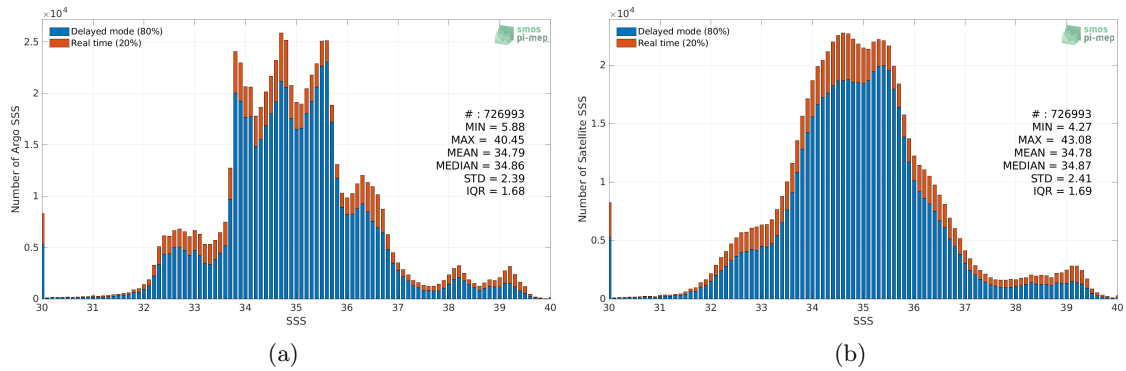 ×10⁴
Delayed mode (80%)
Real time (20%)
smos
pi-mep
# : 726993
MIN = 5.88
MAX = 40.45
MEAN = 34.79
MEDIAN = 34.86
STD = 2.39
IQR = 1.68
Number of Argo SSS
2.5
2
1.5
1
0.5
0
30 31 32 33 34 35 36 37 38 39 40
SSS
(a)
×10⁴
Delayed mode (80%)
Real time (20%)
smos
pi-mep
# : 726993
MIN = 4.27
MAX = 43.08
MEAN = 34.78
MEDIAN = 34.87
STD = 2.41
IQR = 1.69
Number of Satellite SSS
2
1.5
1
0.5
0
30 31 32 33 34 35 36 37 38 39 40
SSS
(b)